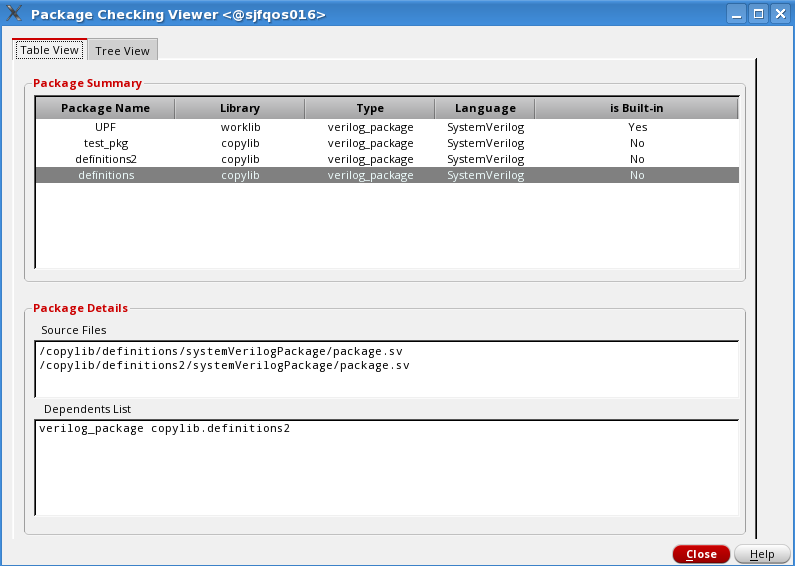 Package Checking Viewer <@sjfqos016>
Table View Tree View
Package Summary
Package Name Library Type Language is Built-in
UPF worklib verilog_package SystemVerilog Yes
test_pkg copylib verilog_package SystemVerilog No
definitions2 copylib verilog_package SystemVerilog No
definitions copylib verilog_package SystemVerilog No
Package Details
Source Files
/copylib/definitions/systemVerilogPackage/package.sv
/copylib/definitions2/systemVerilogPackage/package.sv
Dependents List
verilog_package copylib.definitions2
Close Help